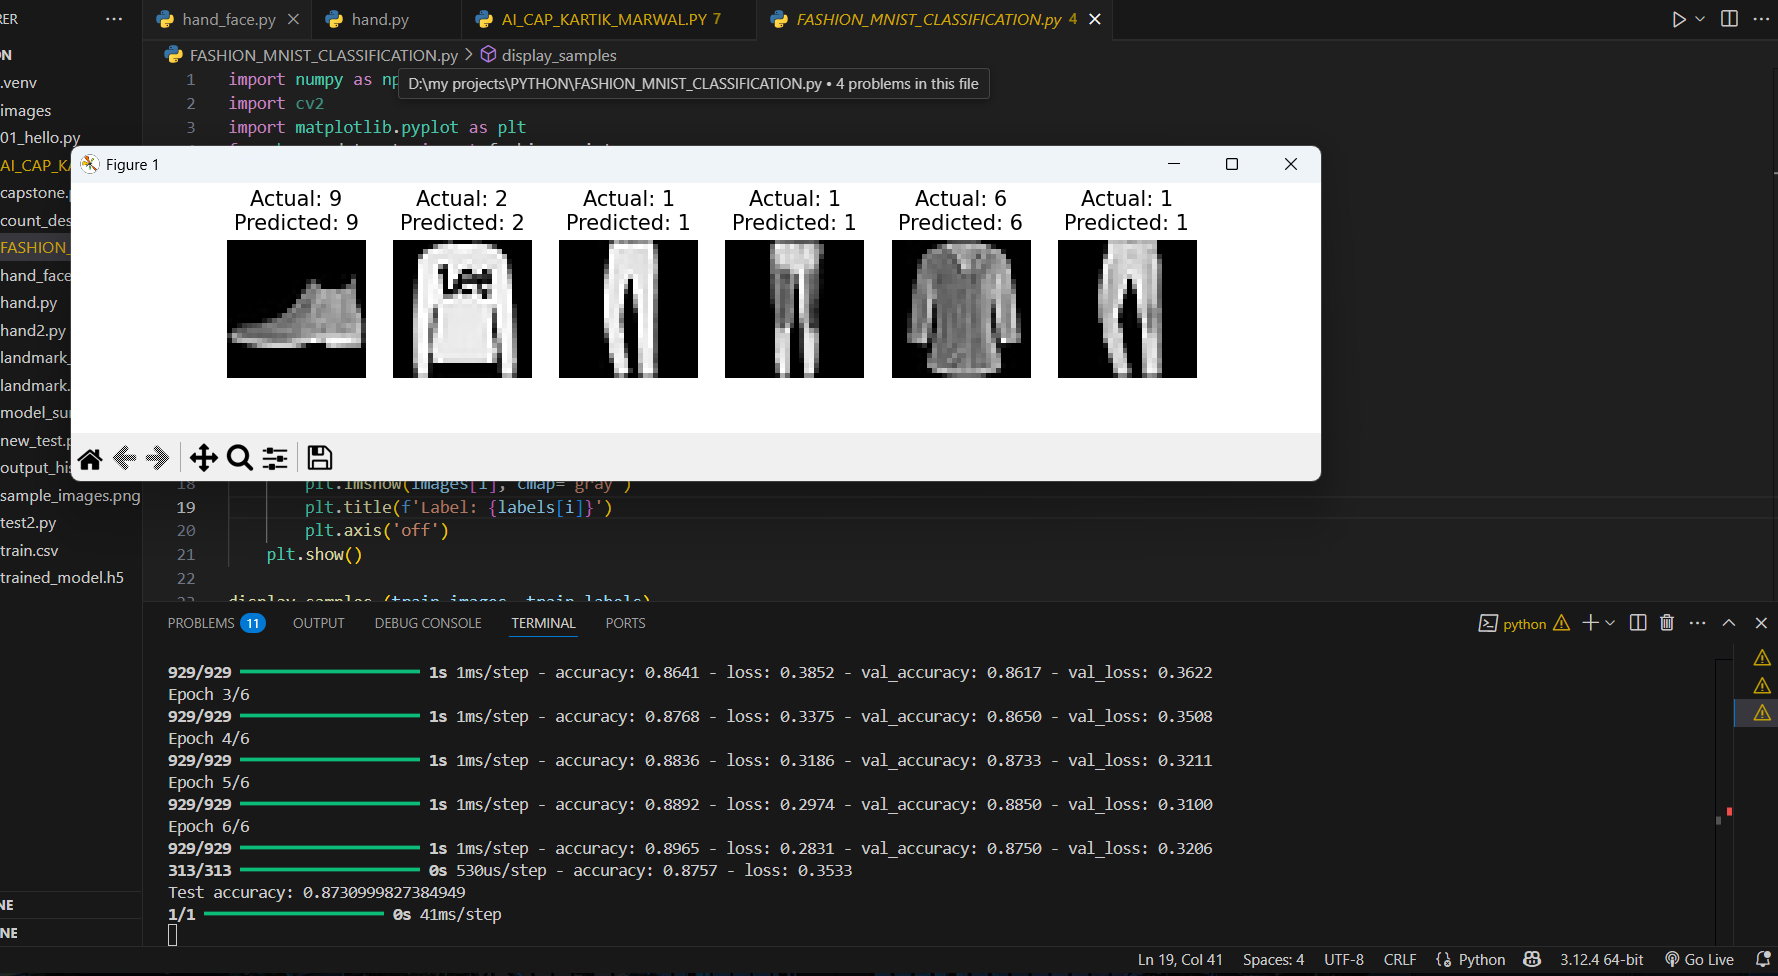 RER
hand_face.py
hand.py
AI_CAP_KARTIK_MARWAL.PY 7
FASHION_MNIST_CLASSIFICATION.py 4
ON
FASHION_MNIST_CLASSIFICATION.py > display_samples
.venv
images
01_hello.py
AI_CAP_KA
capstone.p
count_des
FASHION_
hand_face
hand.py
hand2.py
landmark_
landmark.
model_sur
new_test.p
output_his
sample_images.png
test2.py
train.csv
trained_model.h5
NE
NE
1 import numpy as np
D:\my projects\PYTHON\FASHION_MNIST_CLASSIFICATION.py • 4 problems in this file
2 import cv2
3 import matplotlib.pyplot as plt
Figure 1
Actual: 9
Predicted: 9
Actual: 2
Predicted: 2
Lee
Actual: 1
Predicted: 1
Actual: 1
Predicted: 1
Actual: 6
Predicted: 6
Actual: 1
Predicted: 1
18 plt.imshow(images[i], cmap='gray')
19 plt.title(f'Label: {labels[i]}')
20 plt.axis('off')
21 plt.show()
22
23 display_samples (train_images, train_labels)
PROBLEMS 11 OUTPUT DEBUG CONSOLE TERMINAL PORTS
python
929/929 1s 1ms/step - accuracy: 0.8641 - loss: 0.3852 - val_accuracy: 0.8617 - val_loss: 0.3622
Epoch 3/6
929/929 1s 1ms/step - accuracy: 0.8768 - loss: 0.3375 - val_accuracy: 0.8650 - val_loss: 0.3508
Epoch 4/6
929/929 1s 1ms/step - accuracy: 0.8836 - loss: 0.3186 - val_accuracy: 0.8733 - val_loss: 0.3211
Epoch 5/6
929/929 1s 1ms/step - accuracy: 0.8892 - loss: 0.2974 - val_accuracy: 0.8850 - val_loss: 0.3100
Epoch 6/6
929/929 1s 1ms/step - accuracy: 0.8965 - loss: 0.2831 - val_accuracy: 0.8750 - val_loss: 0.3206
313/313 0s 530us/step - accuracy: 0.8757 - loss: 0.3533
Test accuracy: 0.8730999827384949
1/1 0s 41ms/step
Ln 19, Col 41 Spaces: 4 UTF-8 CRLF Python 3.12.4 64-bit Go Live